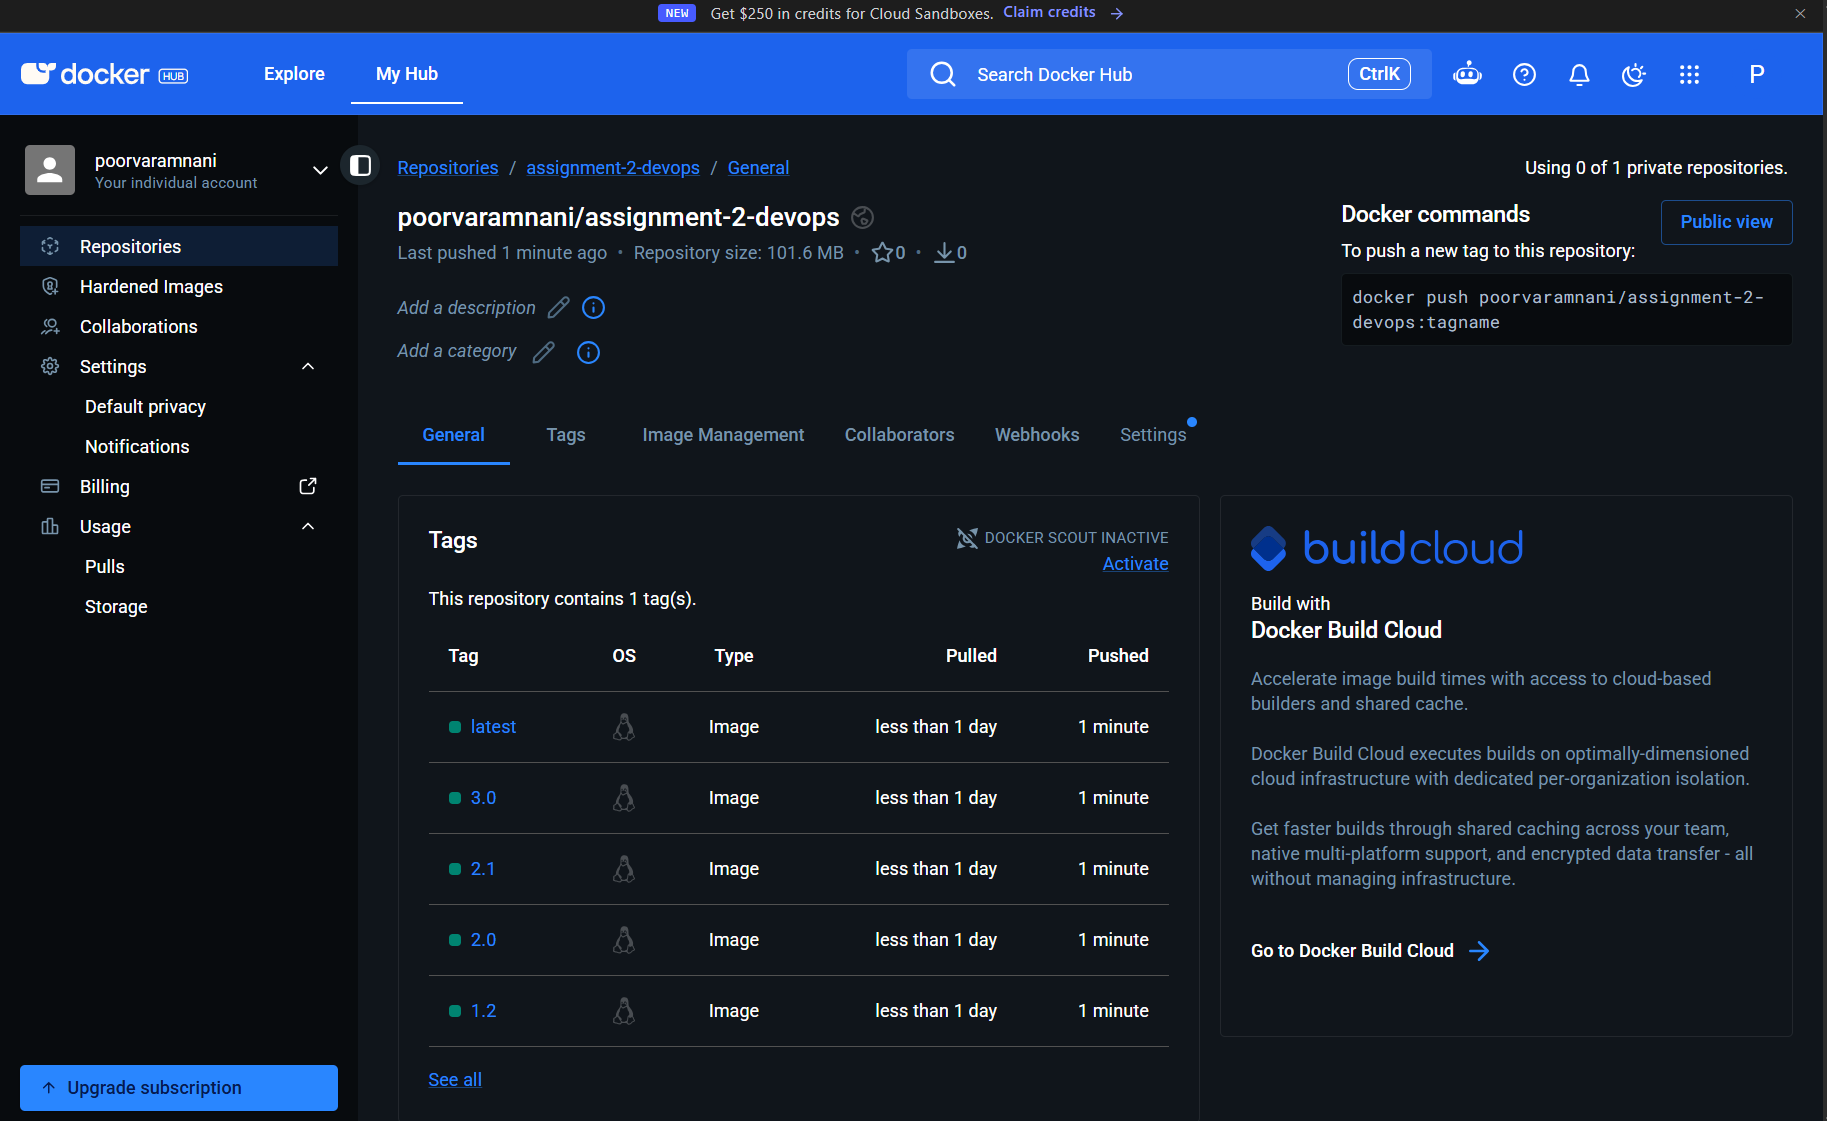 NEW Get $250 in credits for Cloud Sandboxes. Claim credits →
docker HUB Explore My Hub Search Docker Hub CtrlK P
poorvaramnani
Your individual account
Repositories
Hardened Images
Collaborations
Settings
Default privacy
Notifications
Billing
Usage
Pulls
Storage
Upgrade subscription
Repositories / assignment-2-devops / General
Using 0 of 1 private repositories.
poorvaramnani/assignment-2-devops
Last pushed 1 minute ago • Repository size: 101.6 MB • 0 • 0
Add a description
Add a category
Docker commands
Public view
To push a new tag to this repository:
docker push poorvaramnani/assignment-2-
devops:tagname
General Tags Image Management Collaborators Webhooks Settings
Tags
DOCKER SCOUT INACTIVE
Activate
This repository contains 1 tag(s).
Tag OS Type Pulled Pushed
latest Image less than 1 day 1 minute
3.0 Image less than 1 day 1 minute
2.1 Image less than 1 day 1 minute
2.0 Image less than 1 day 1 minute
1.2 Image less than 1 day 1 minute
See all
buildcloud
Build with
Docker Build Cloud
Accelerate image build times with access to cloud-based
builders and shared cache.
Docker Build Cloud executes builds on optimally-dimensioned
cloud infrastructure with dedicated per-organization isolation.
Get faster builds through shared caching across your team,
native multi-platform support, and encrypted data transfer - all
without managing infrastructure.
Go to Docker Build Cloud →